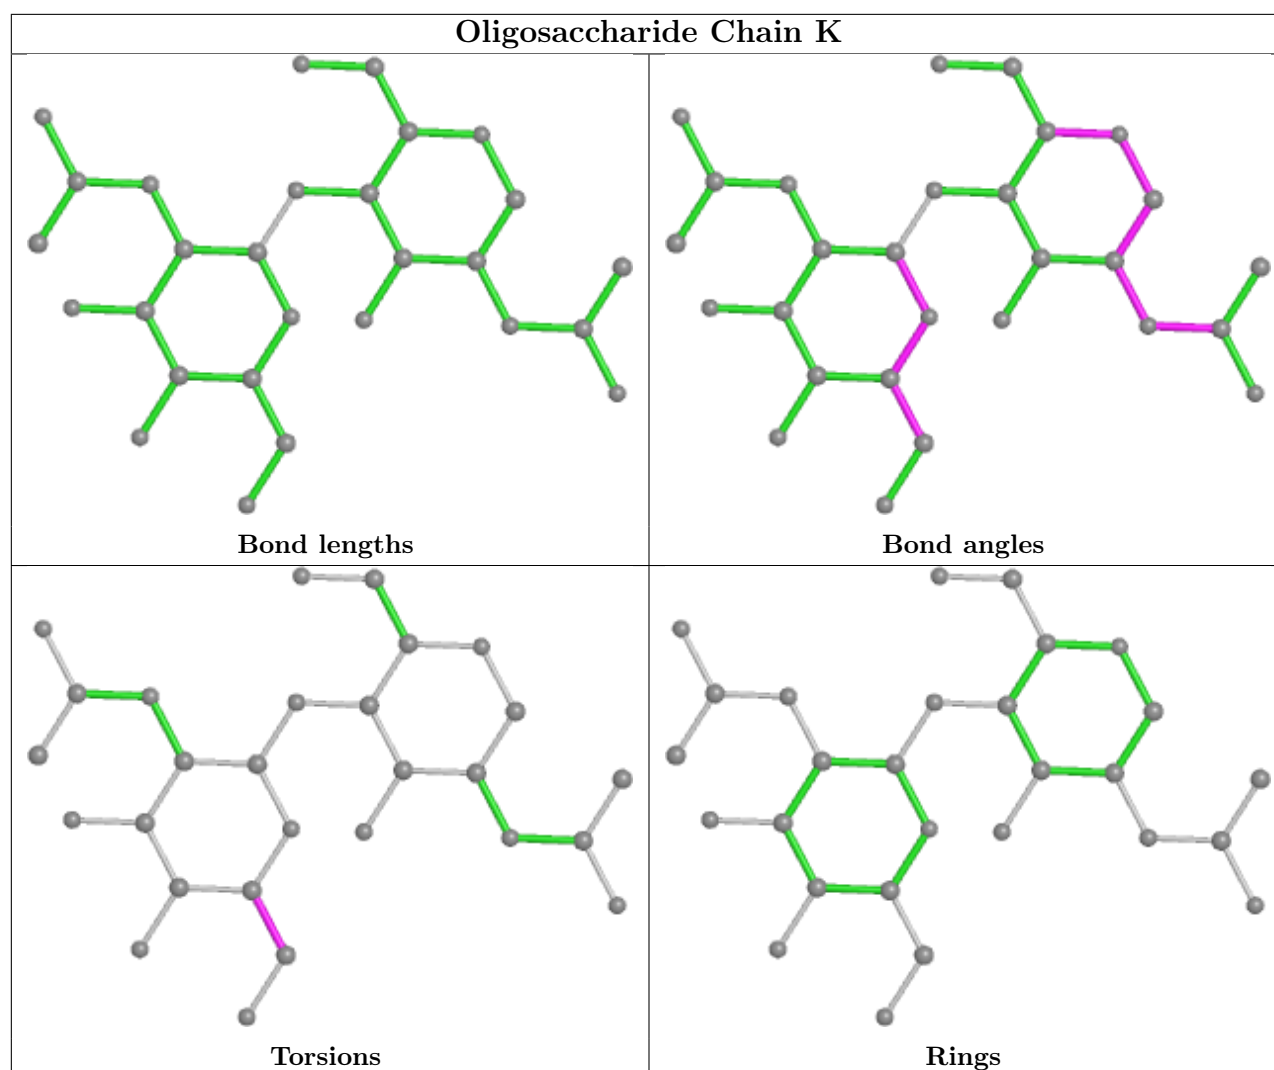 Oligosaccharide Chain K
Bond lengths
Bond angles
Torsions
Rings